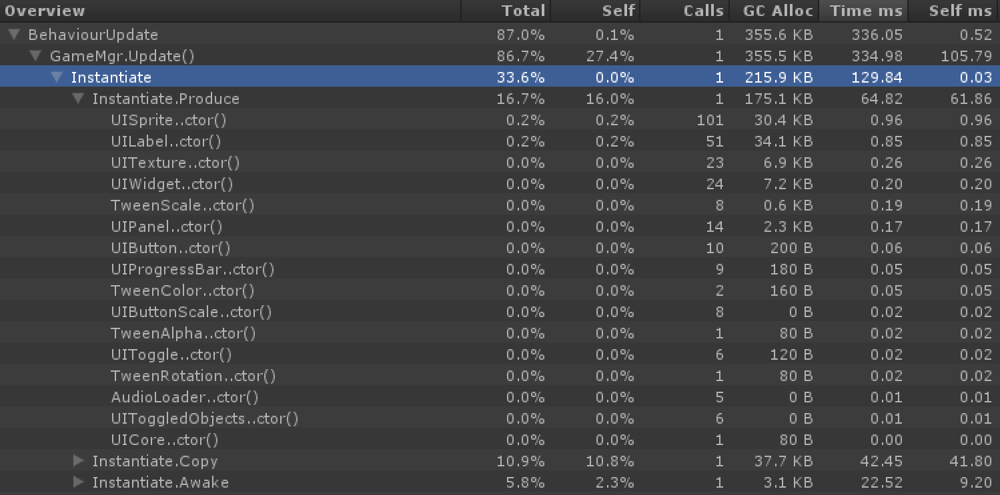 Overview Total Self Calls GC Alloc Time ms Self ms
BehaviourUpdate 87.0% 0.1% 1 355.6 KB 336.05 0.52
GameMgr.Update() 86.7% 27.4% 1 355.5 KB 334.98 105.79
Instantiate 33.6% 0.0% 1 215.9 KB 129.84 0.03
Instantiate.Produce 16.7% 16.0% 1 175.1 KB 64.82 61.86
UISprite..ctor() 0.2% 0.2% 101 30.4 KB 0.96 0.96
UILabel..ctor() 0.2% 0.2% 51 34.1 KB 0.85 0.85
UITexture..ctor() 0.0% 0.0% 23 6.9 KB 0.26 0.26
UIWidget..ctor() 0.0% 0.0% 24 7.2 KB 0.20 0.20
TweenScale..ctor() 0.0% 0.0% 8 0.6 KB 0.19 0.19
UIPanel..ctor() 0.0% 0.0% 14 2.3 KB 0.17 0.17
UIButton..ctor() 0.0% 0.0% 10 200 B 0.06 0.06
UIProgressBar..ctor() 0.0% 0.0% 9 180 B 0.05 0.05
TweenColor..ctor() 0.0% 0.0% 2 160 B 0.05 0.05
UIButtonScale..ctor() 0.0% 0.0% 8 0 B 0.02 0.02
TweenAlpha..ctor() 0.0% 0.0% 1 80 B 0.02 0.02
UIToggle..ctor() 0.0% 0.0% 6 120 B 0.02 0.02
TweenRotation..ctor() 0.0% 0.0% 1 80 B 0.02 0.02
AudioLoader..ctor() 0.0% 0.0% 5 0 B 0.01 0.01
UIToggledObjects..ctor() 0.0% 0.0% 6 0 B 0.01 0.01
UICore..ctor() 0.0% 0.0% 1 80 B 0.00 0.00
Instantiate.Copy 10.9% 10.8% 1 37.7 KB 42.45 41.80
Instantiate.Awake 5.8% 2.3% 1 3.1 KB 22.52 9.20